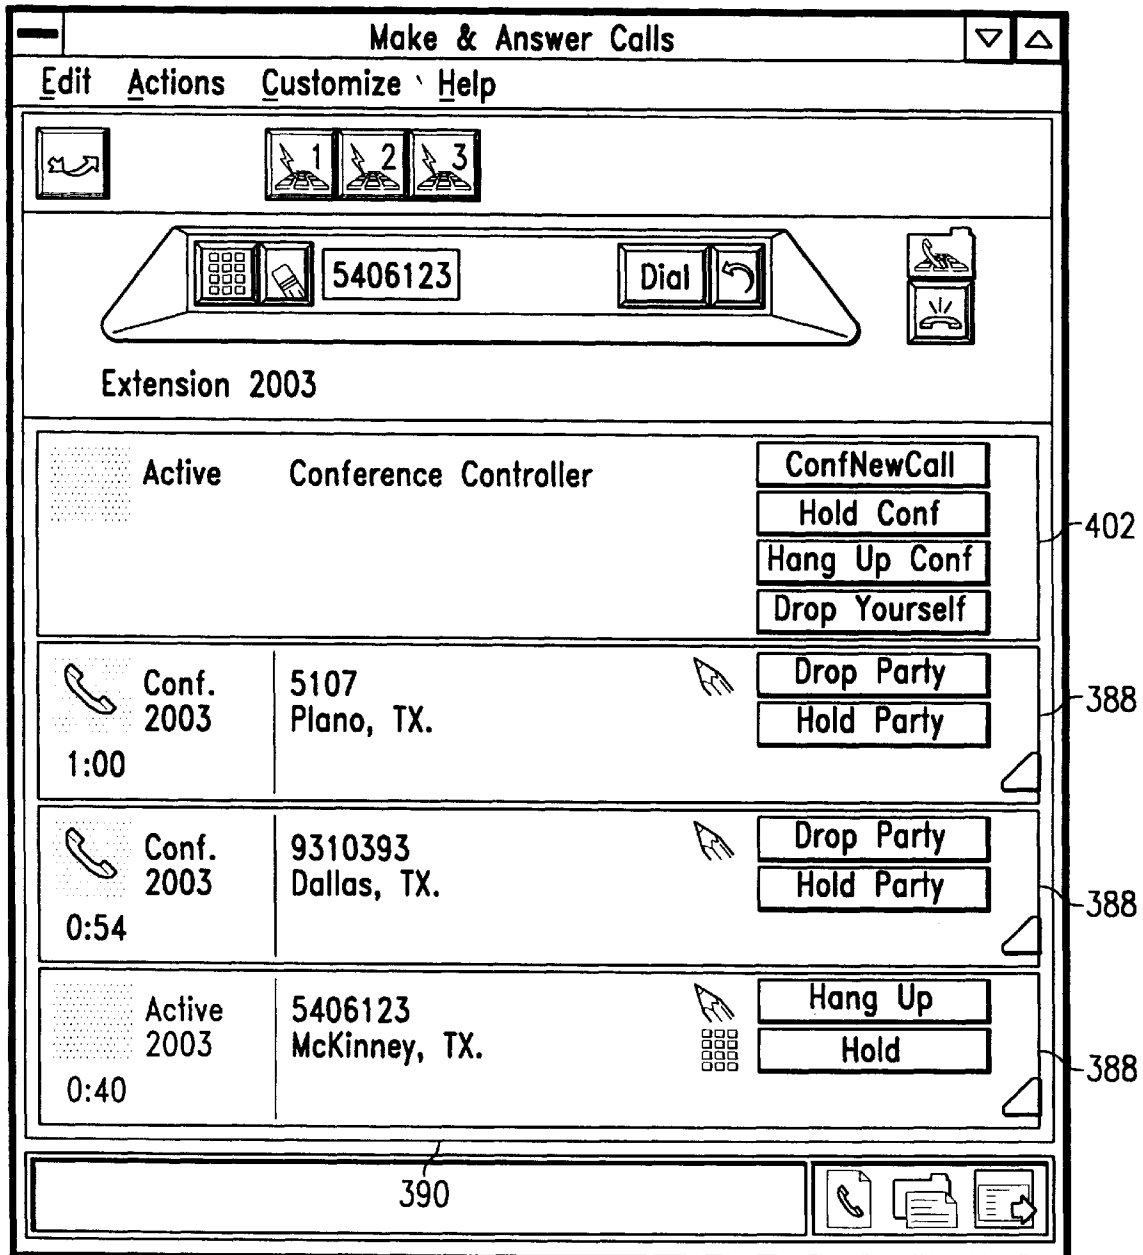 Make & Answer Calls
Edit Actions Customize Help
1 2 3
5406123 Dial
Extension 2003
Active Conference Controller ConfNewCall
Hold Conf
402
Hang Up Conf
Drop Yourself
Conf. 5107 Drop Party
2003 Plano, TX. Hold Party
388
1:00
Conf. 9310393 Drop Party
2003 Dallas, TX. Hold Party
388
0:54
Active 5406123 Hang Up
2003 McKinney, TX. Hold
388
0:40
390